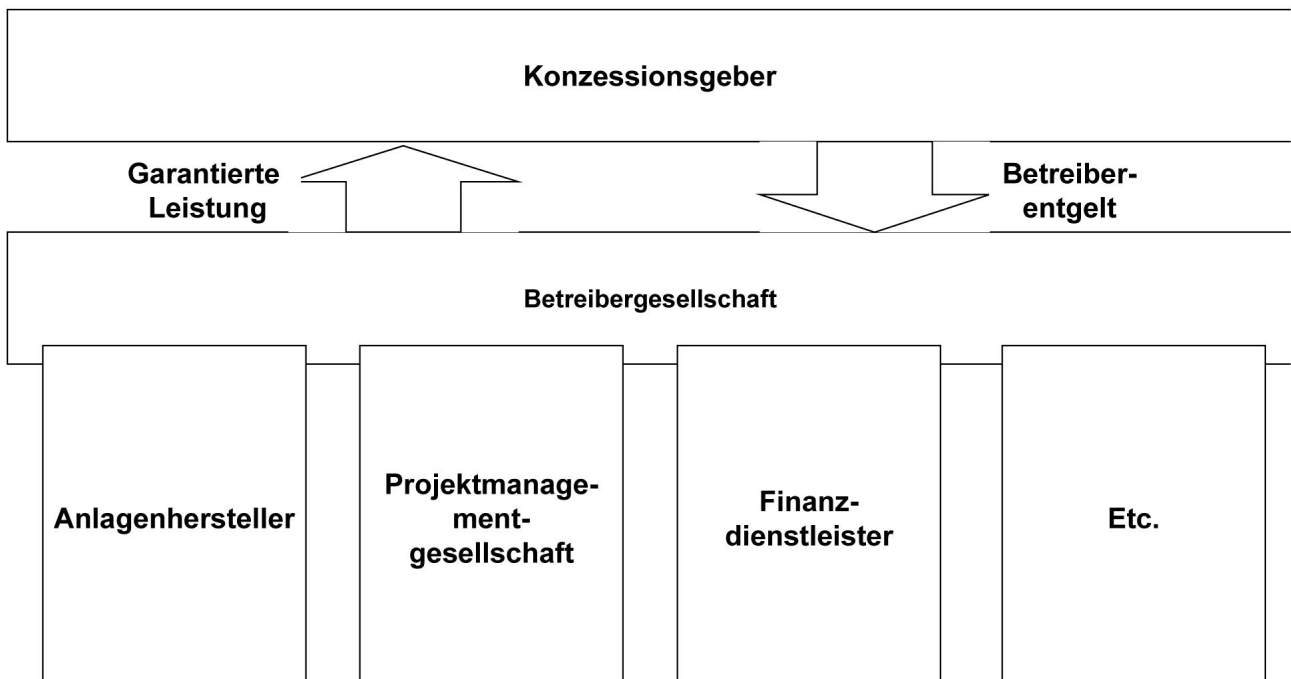 Konzessionsgeber
Garantierte
Leistung
Betreiber-
entgelt
Betreibergesellschaft
Anlagenhersteller
Projektmanage-
ment-
gesellschaft
Finanz-
dienstleister
Etc.